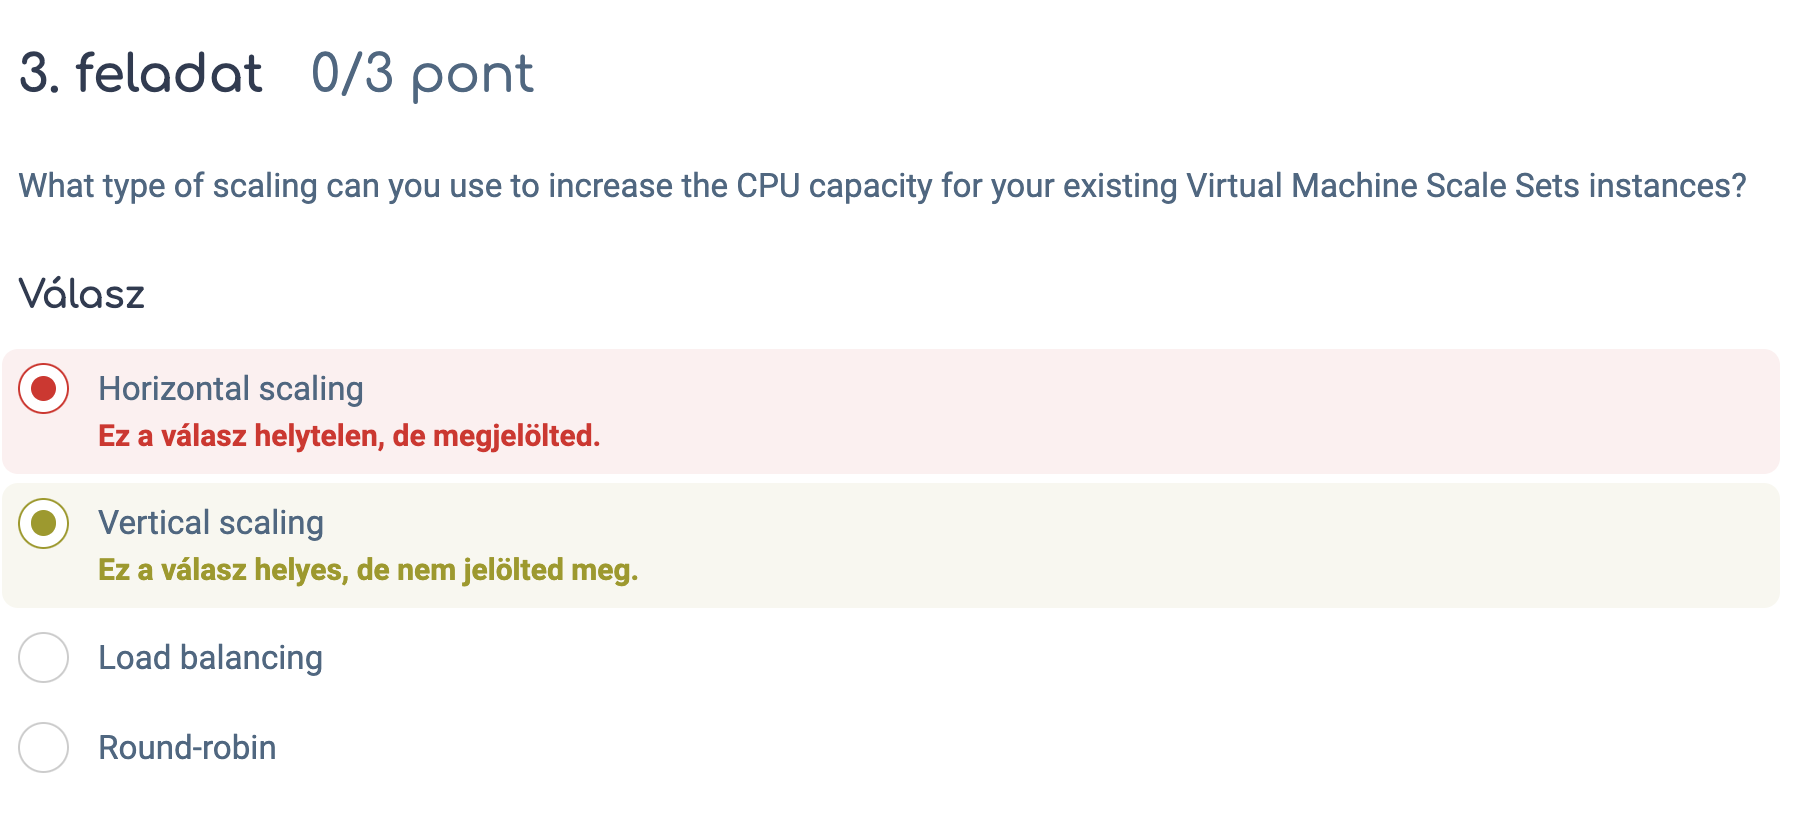 3. feladat 0/3 pont
What type of scaling can you use to increase the CPU capacity for your existing Virtual Machine Scale Sets instances?
Válasz
Horizontal scaling
Ez a válasz helytelen, de megjelölted.
Vertical scaling
Ez a válasz helyes, de nem jelölted meg.
Load balancing
Round-robin